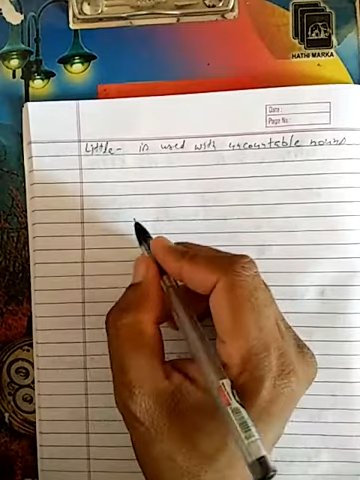 HATHI MARKA
Date :
Page No. :
Little - is used with uncountable nouns